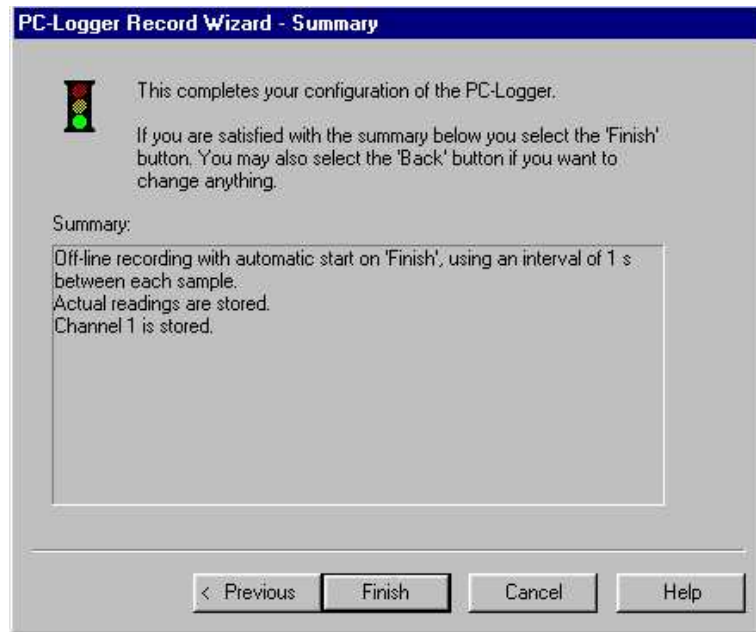 PC-Logger Record Wizard - Summary
This completes your configuration of the PC-Logger.
If you are satisfied with the summary below you select the 'Finish'
button. You may also select the 'Back' button if you want to
change anything.
Summary:
Off-line recording with automatic start on 'Finish', using an interval of 1 s
between each sample.
Actual readings are stored.
Channel 1 is stored.
< Previous
Finish
Cancel
Help